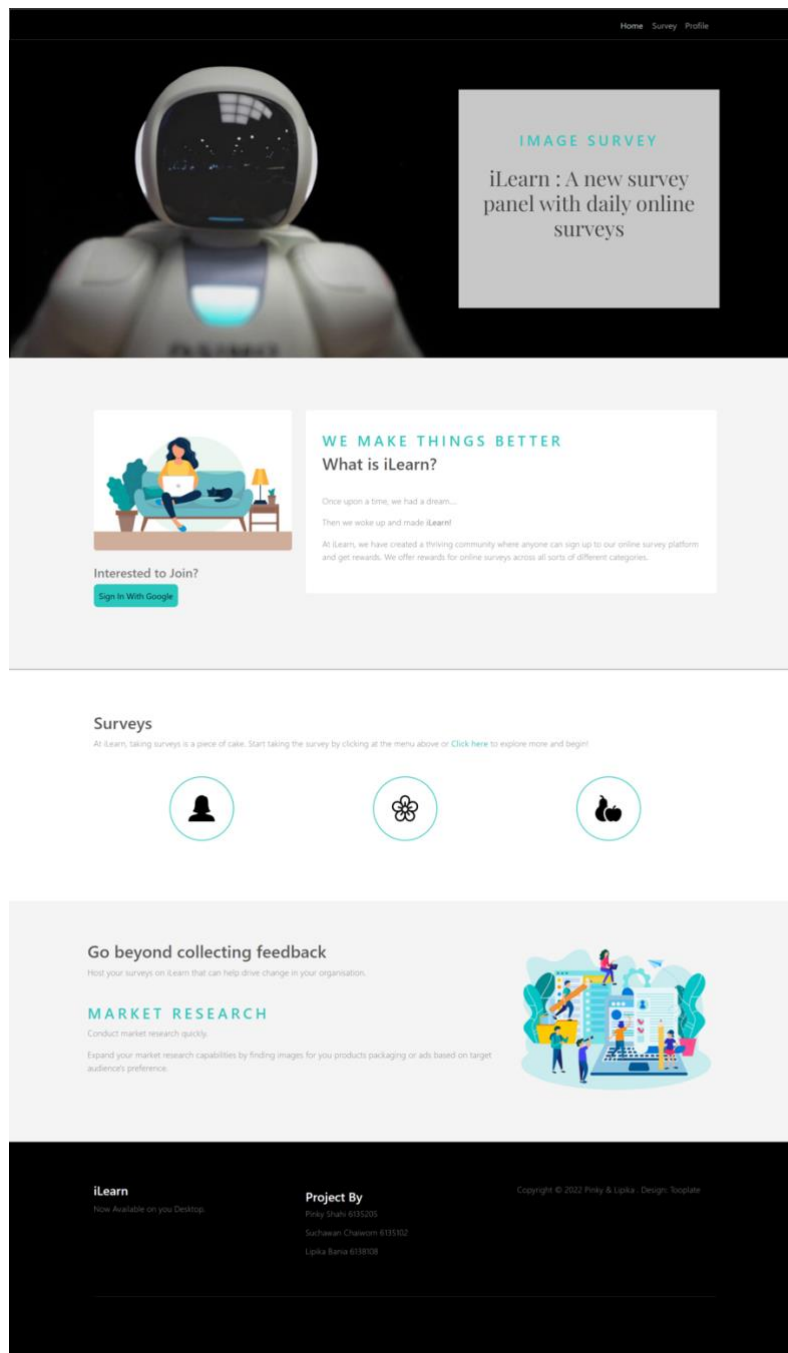 Home Survey Profile
IMAGE SURVEY
iLearn : A new survey
panel with daily online
surveys
WE MAKE THINGS BETTER
What is iLearn?
Once upon a time, we had a dream...
Then we woke up and made iLearn!
At iLearn, we have created a thriving community where anyone can sign up to our online survey platform
and get rewards. We offer rewards for online surveys across all sorts of different categories.
Interested to Join?
Sign In With Google
Surveys
At iLearn, taking surveys is a piece of cake. Start taking the survey by clicking at the menu above or Click here to explore more and begin!
Go beyond collecting feedback
Host your surveys on iLearn that can help drive change in your organisation.
MARKET RESEARCH
Conduct market research quickly.
Expand your market research capabilities by finding images for you products packaging or ads based on target
audience's preference.
iLearn
Now Available on you Desktop.
Project By
Pinky Shahi 6135205
Suchawan Chaiworn 6135102
Lipika Bania 6138108
Copyright © 2022 Pinky & Lipika . Design: Tooplate